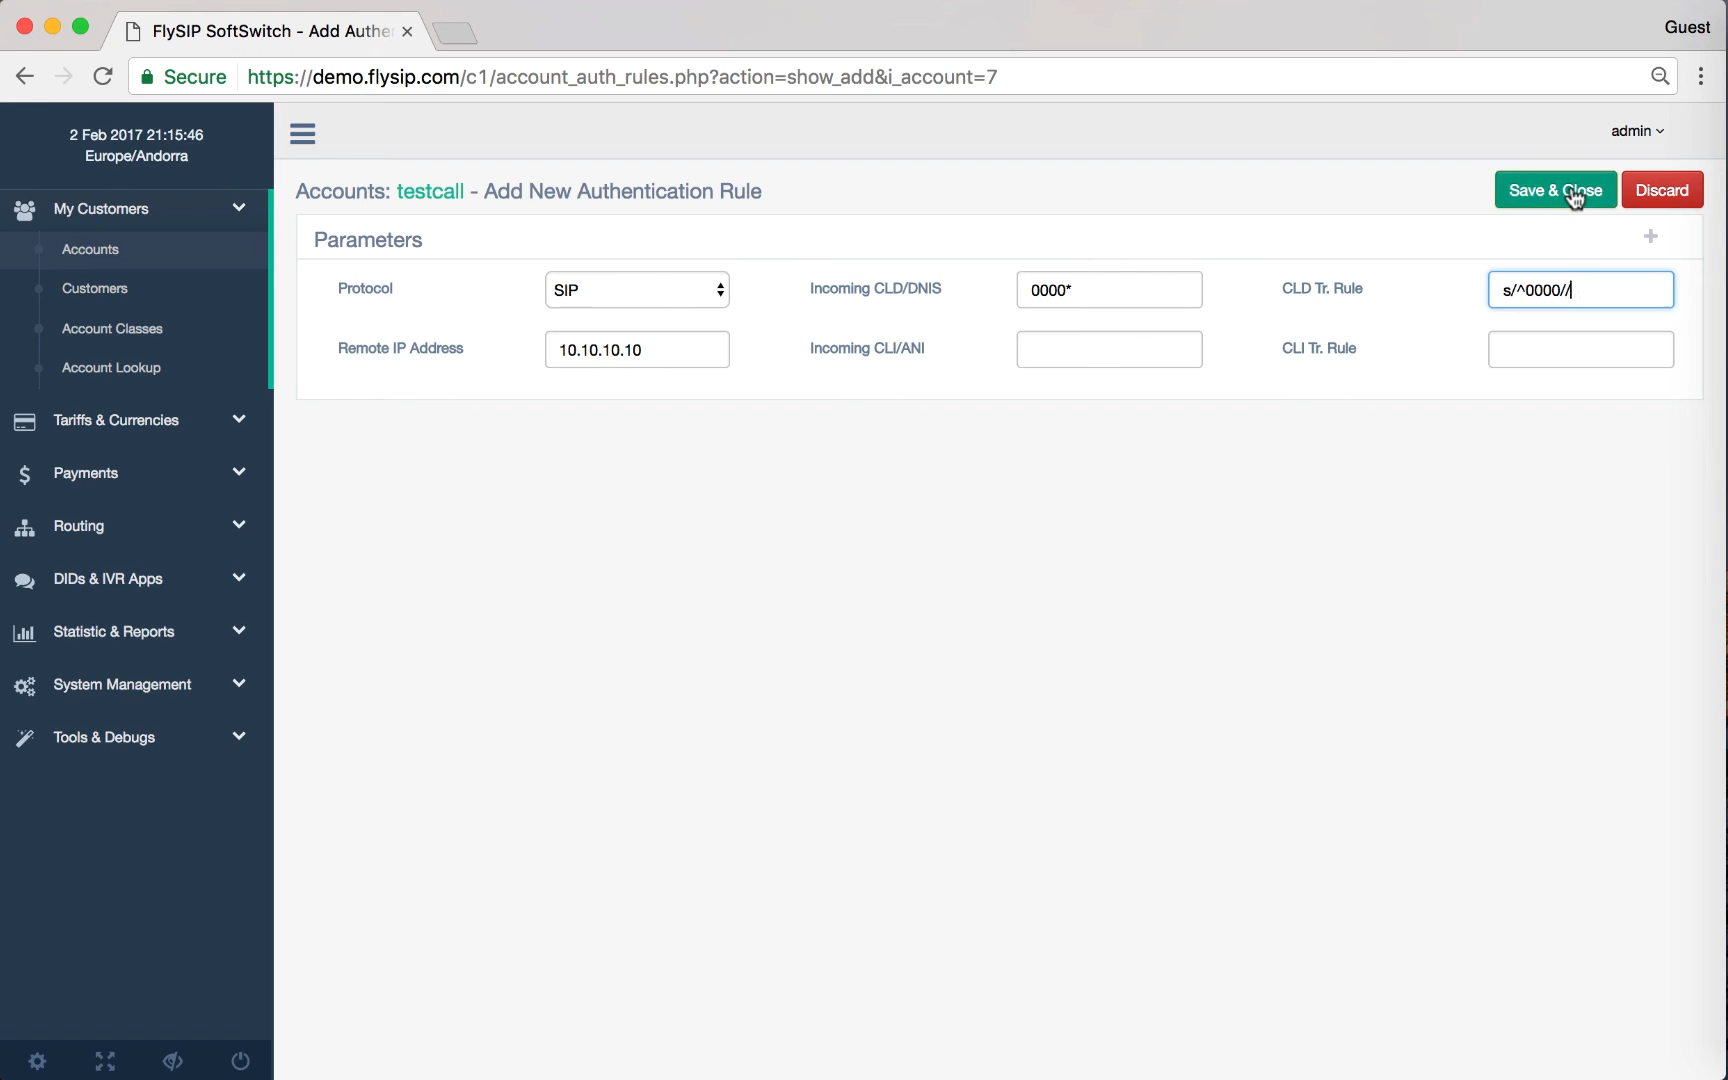 FlySIP SoftSwitch - Add Authe
Guest
Secure
https://demo.flysip.com/c1/account_auth_rules.php?action=show_add&i_account=7
2 Feb 2017 21:15:46
Europe/Andorra
admin
My Customers
Accounts
Customers
Account Classes
Account Lookup
Tariffs & Currencies
Payments
Routing
DIDs & IVR Apps
Statistic & Reports
System Management
Tools & Debugs
Accounts: testcall - Add New Authentication Rule
Save & Close
Discard
Parameters
Protocol
SIP
Incoming CLD/DNIS
0000*
CLD Tr. Rule
s/^0000//
Remote IP Address
10.10.10.10
Incoming CLI/ANI
CLI Tr. Rule